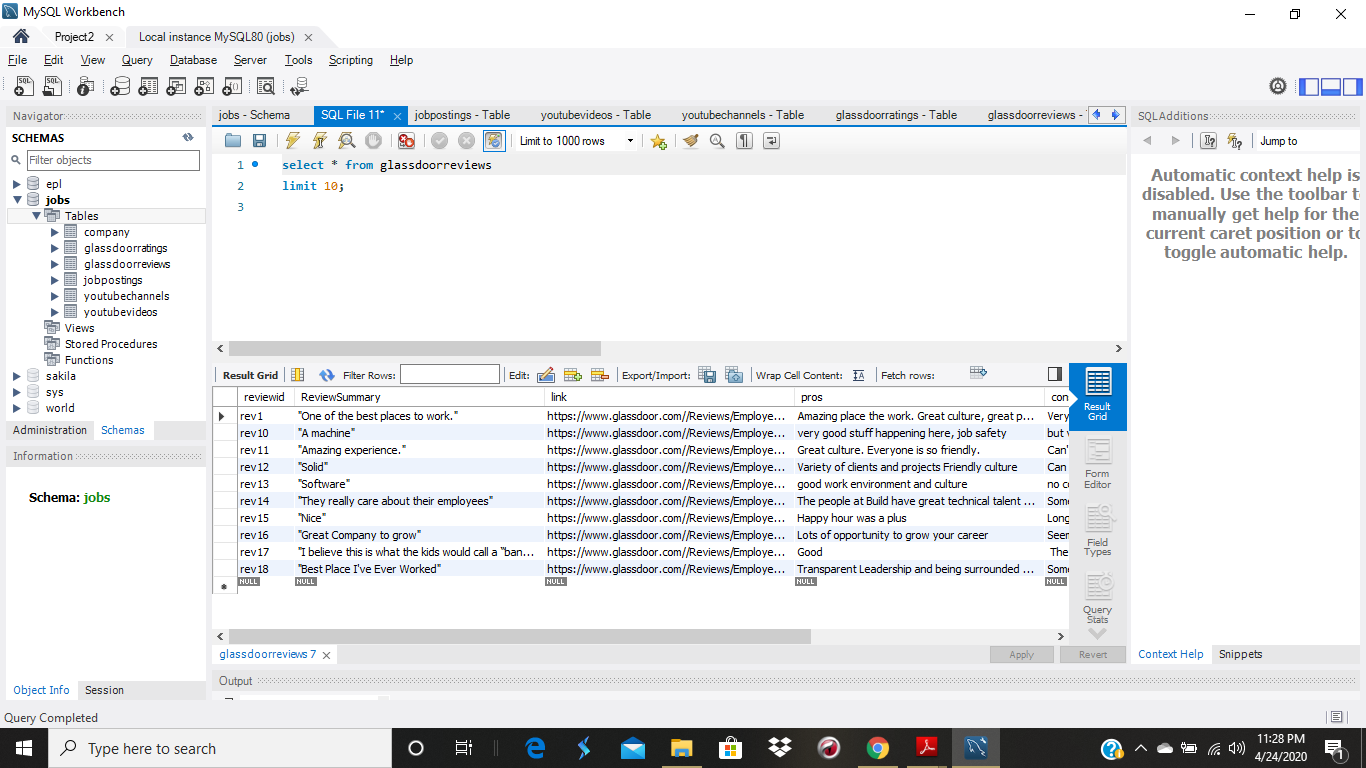 MySQL Workbench
Project2
Local instance MySQL80 (jobs)
File Edit View Query Database Server Tools Scripting Help
Navigator
SCHEMAS
Filter objects
epl
jobs
Tables
company
glassdoorratings
glassdoorreviews
jobpostings
youtubechannels
youtubevideos
Views
Stored Procedures
Functions
sakila
sys
world
Administration Schemas
Information
Schema: jobs
Object Info Session
jobs - Schema SQL File 11* jobpostings - Table youtubevideos - Table youtubechannels - Table glassdoorratings - Table glassdoorreviews -
Limit to 1000 rows
1 select * from glassdoorreviews
2 limit 10;
3
Result Grid Filter Rows: Edit: Export/Import: Wrap Cell Content: Fetch rows:
reviewid ReviewSummary link pros con
rev1 "One of the best places to work." https://www.glassdoor.com//Reviews/Employe... Amazing place the work. Great culture, great p... Very
rev10 "A machine" https://www.glassdoor.com//Reviews/Employe... very good stuff happening here, job safety but
rev11 "Amazing experience." https://www.glassdoor.com//Reviews/Employe... Great culture. Everyone is so friendly. Can'
rev12 "Solid" https://www.glassdoor.com//Reviews/Employe... Variety of clients and projects Friendly culture Can
rev13 "Software" https://www.glassdoor.com//Reviews/Employe... good work environment and culture no c
rev14 "They really care about their employees" https://www.glassdoor.com//Reviews/Employe... The people at Build have great technical talent ... Som
rev15 "Nice" https://www.glassdoor.com//Reviews/Employe... Happy hour was a plus Long
rev16 "Great Company to grow" https://www.glassdoor.com//Reviews/Employe... Lots of opportunity to grow your career Seem
rev17 "I believe this is what the kids would call a "ban... https://www.glassdoor.com//Reviews/Employe... Good The
rev18 "Best Place I've Ever Worked" https://www.glassdoor.com//Reviews/Employe... Transparent Leadership and being surrounded ... Som
NULL NULL NULL NULL NULL
Result Grid
Form Editor
Field Types
Query Stats
glassdoorreviews 7
Apply Revert
Output
SQLAdditions
Jump to
Automatic context help is
disabled. Use the toolbar t
manually get help for the
current caret position or to
toggle automatic help.
Context Help Snippets
Query Completed
Type here to search
11:28 PM
4/24/2020
1